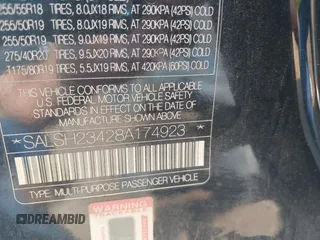 255/55R18 TIRES, 8.0JX18 RIMS, AT 290KPA (42PSI) COLD
255/50R19 TIRES, 8.0JX19 RIMS, AT 290KPA (42PSI) COLD
255/50R19 TIRES, 9.0JX19 RIMS, AT 290KPA (42PSI) COLD
275/40R20 TIRES, 9.5JX20 RIMS, AT 290KPA (42PSI) COLD
T175/80R19 TIRES, 5.5JX19 RIMS, AT 420KPA (60PSI) COLD
THIS VEHICLE CONFORMS TO ALL APPLICABLE
FEDERAL MOTOR VEHICLE SAFETY STANDARDS
IN EFFECT ON THE DATE OF MANUFACTURE
SHOWN ABOVE
*SALSH23428A174923*
TYPE: MULTI-PURPOSE PASSENGER VEHICLE
WARNING
DREAMBID